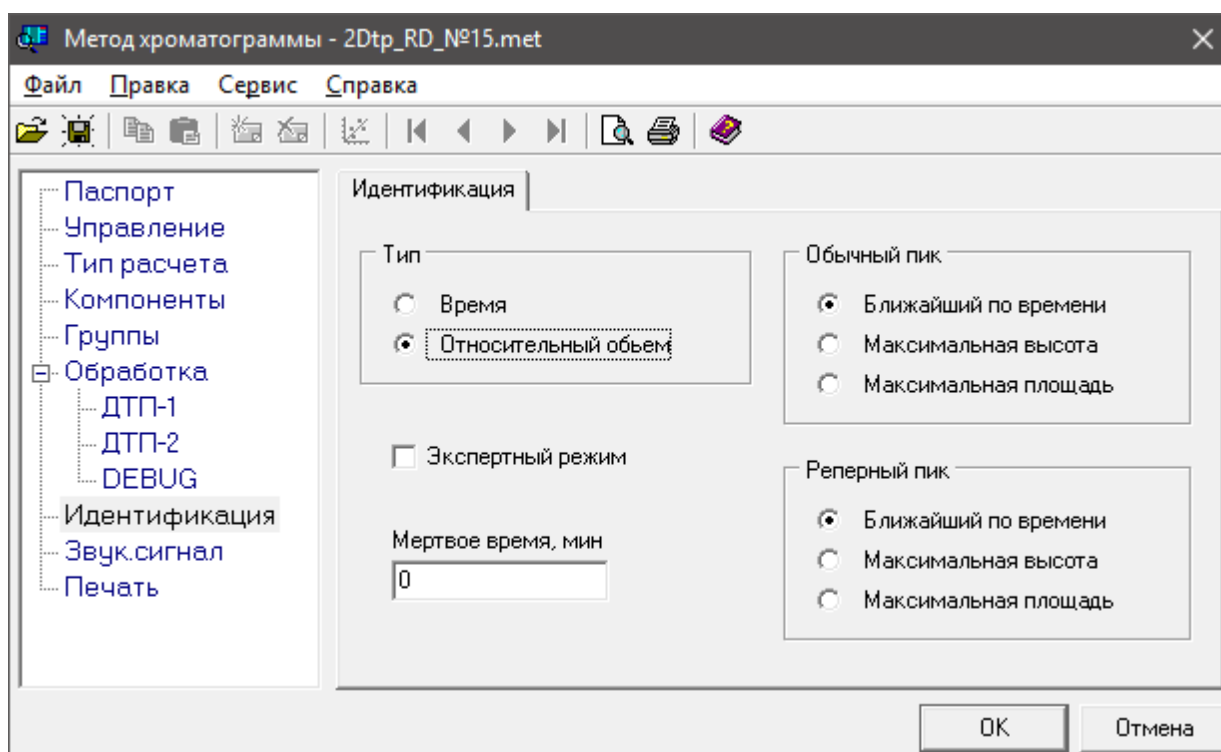 Метод хроматограммы - 2Dtp_RD_№15.met
Файл Правка Сервис Справка
Паспорт
Управление
Тип расчета
Компоненты
Группы
Обработка
ДТП-1
ДТП-2
DEBUG
Идентификация
Звук.сигнал
Печать
Идентификация
Тип
Время
Относительный обьем
Экспертный режим
Мертвое время, мин
0
Обычный пик
Ближайший по времени
Максимальная высота
Максимальная площадь
Реперный пик
Ближайший по времени
Максимальная высота
Максимальная площадь
OK Отмена